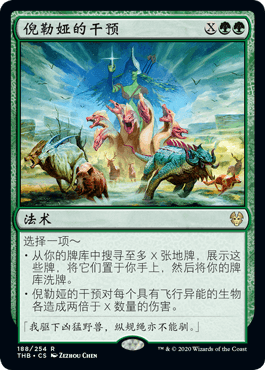 倪勒娅的干预 X
法术
选择一项～
• 从你的牌库中搜寻至多 X 张地牌，展示这
些牌，将它们置于你手上，然后将你的牌
库洗牌。
• 倪勒娅的干预对每个具有飞行异能的生物
各造成两倍于 X 数量的伤害。
「我驱下凶猛野兽，纵规绳亦不能驯。」
188/254 R
THB • CS ZEZHOU CHEN
™ & © 2020 Wizards of the Coast